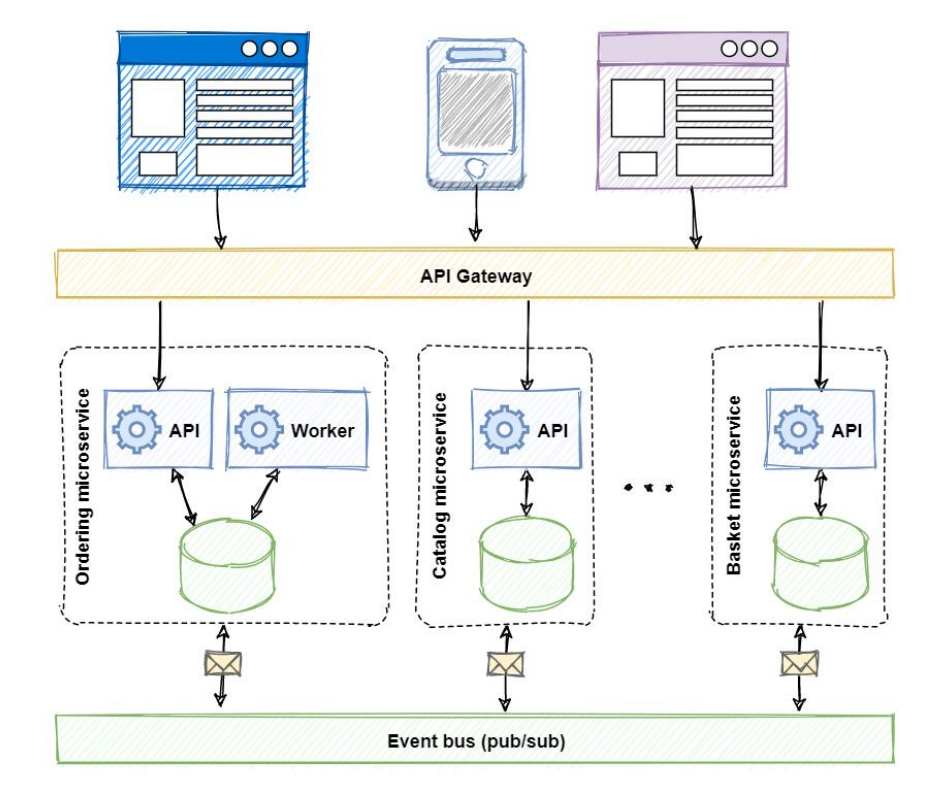 API Gateway
Ordering microservice
API
Worker
Catalog microservice
API
Basket microservice
API
Event bus (pub/sub)